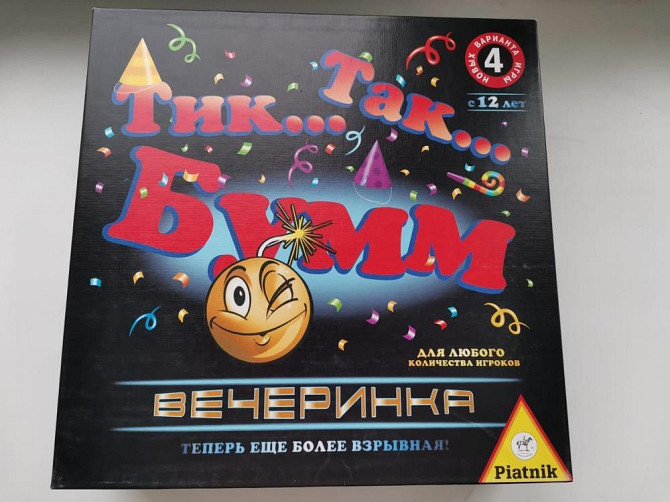 4
НОВЫХ ВАРИАНТА ИГРЫ
с 12 лет
Тик...
Так...
Бумм
ДЛЯ ЛЮБОГО
КОЛИЧЕСТВА ИГРОКОВ
ВЕЧЕРИНКА
ТЕПЕРЬ ЕЩЕ БОЛЕЕ ВЗРЫВНАЯ!
Piatnik